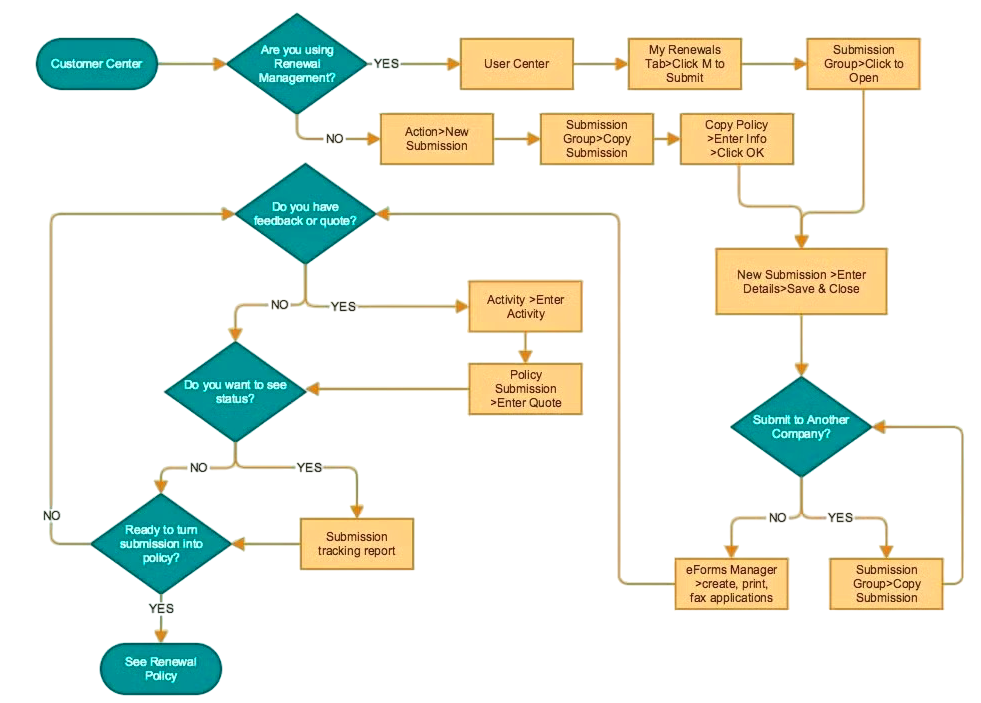 Customer Center
Are you using
Renewal
Management?
YES
User Center
My Renewals
Tab>Click M to
Submit
Submission
Group>Click to
Open
NO
Action>New
Submission
Submission
Group>Copy
Submission
Copy Policy
>Enter Info
>Click OK
Do you have
feedback or quote?
New Submission >Enter
Details>Save & Close
NO
YES
Activity >Enter
Activity
Do you want to see
status?
Policy
Submission
>Enter Quote
Submit to Another
Company?
NO
YES
NO
Ready to turn
submission into
policy?
Submission
tracking report
NO
YES
eForms Manager
>create, print,
fax applications
Submission
Group>Copy
Submission
YES
See Renewal
Policy